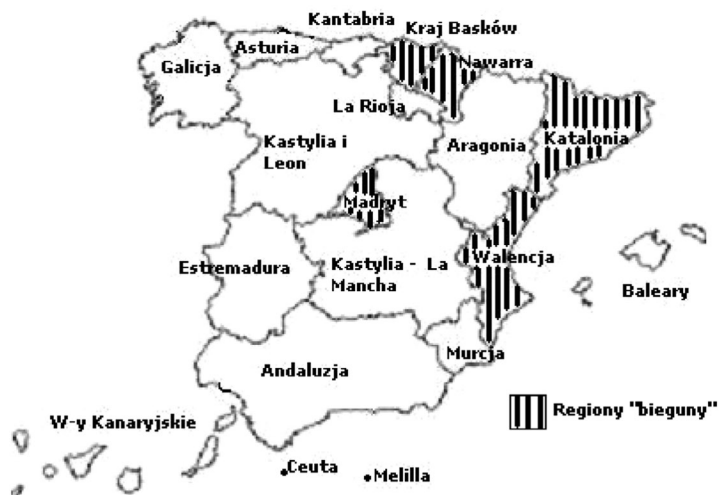 Kantabria
Kraj Basków
Asturia
Nawarra
Galicja
La Rioja
Kastylia i
Leon
Aragonia
Katalonia
Madryt
Walencja
Estremadura
Kastylia - La
Mancha
Baleary
Murcja
Andaluzja
Regiony "bieguny"
W-y Kanaryjskie
Ceuta
Melilla